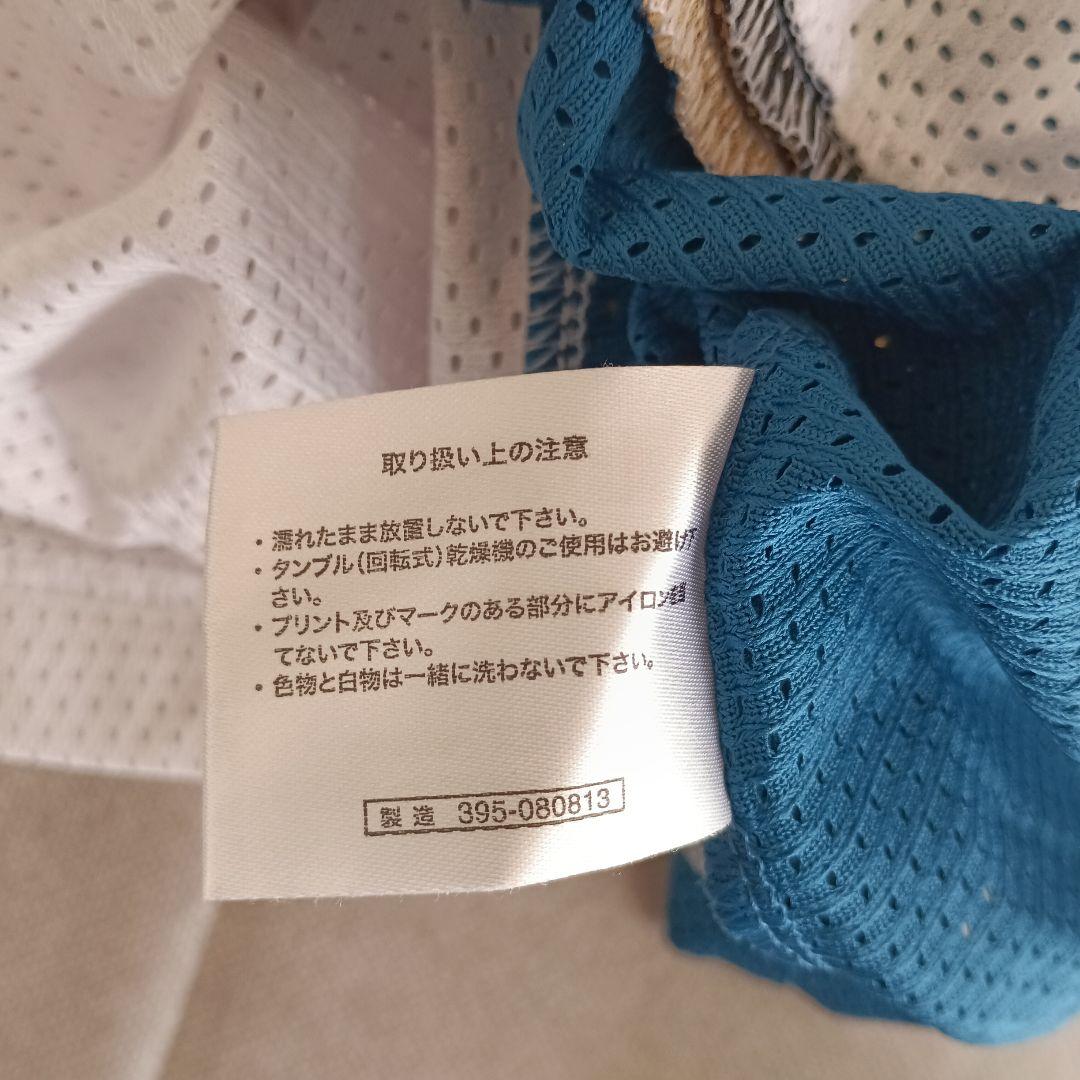 取り扱い上の注意
・濡れたまま放置しないで下さい。
・タンブル(回転式)乾燥機のご使用はお避け
さい。
・プリント及びマークのある部分にアイロン
てないで下さい。
・色物と白物は一緒に洗わないで下さい。
製造 395-080813